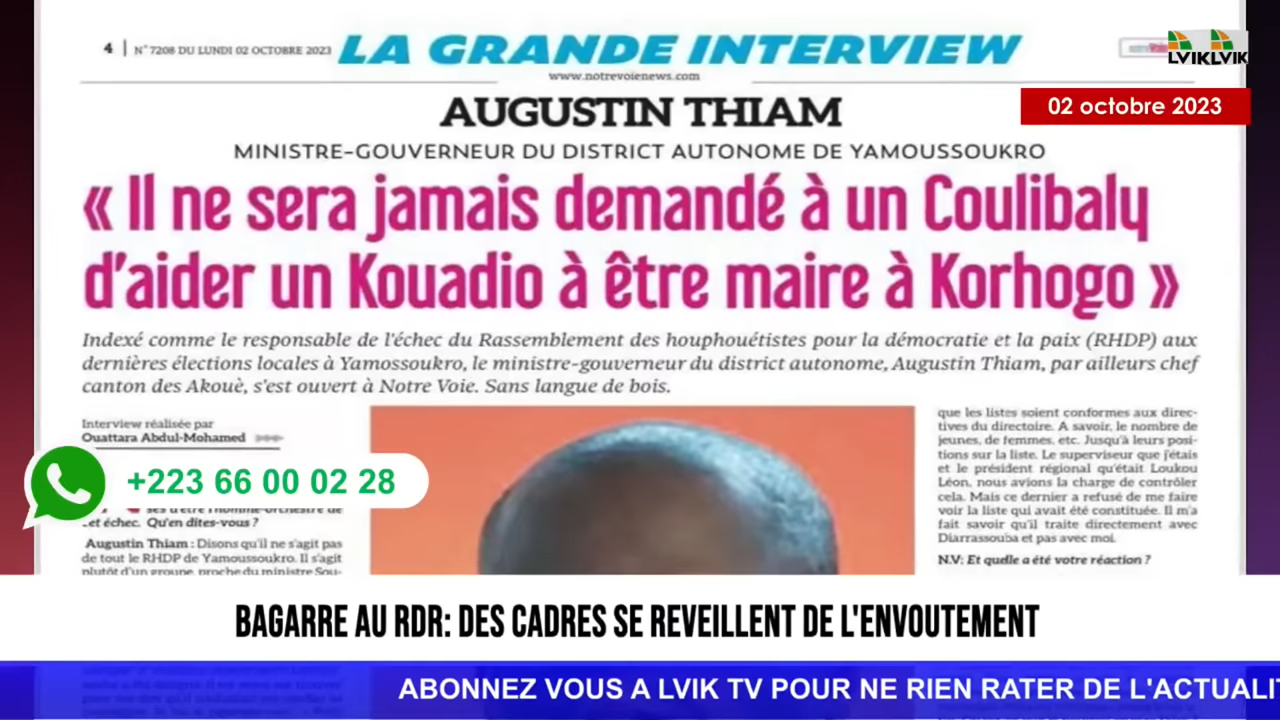 4 | N° 7208 DU LUNDI 02 OCTOBRE 2023
LA GRANDE INTERVIEW
www.notrevoienews.com
LVIK LVIK
02 octobre 2023
AUGUSTIN THIAM
MINISTRE-GOUVERNEUR DU DISTRICT AUTONOME DE YAMOUSSOUKRO
« Il ne sera jamais demandé à un Coulibaly
d'aider un Kouadio à être maire à Korhogo »
Indexé comme le responsable de l'échec du Rassemblement des houphouétistes pour la démocratie et la paix (RHDP) aux
dernières élections locales à Yamossoukro, le ministre-gouverneur du district autonome, Augustin Thiam, par ailleurs chef
canton des Akouè, s'est ouvert à Notre Voie. Sans langue de bois.
Interview réalisée par
Ouattara Abdul-Mohamed
+223 66 00 02 28
ses d'être l'homme-orchestre de
cet échec. Qu'en dites-vous ?
Augustin Thiam : Disons qu'il ne s'agit pas
de tout le RHDP de Yamoussoukro. Il s'agit
plutôt d'un groupe, proche du ministre Sou-
que les listes soient conformes aux direc-
tives du directoire. A savoir, le nombre de
jeunes, de femmes, etc. Jusqu'à leurs posi-
tions sur la liste. Le superviseur que j'étais
et le président régional qu'était Loukou
Léon, nous avions la charge de contrôler
cela. Mais ce dernier a refusé de me faire
voir la liste qui avait été constituée. Il m'a
fait savoir qu'il traite directement avec
Diarrassouba et pas avec moi.
N.V: Et quelle a été votre réaction ?
BAGARRE AU RDR: DES CADRES SE REVEILLENT DE L'ENVOUTEMENT
ABONNEZ VOUS A LVIK TV POUR NE RIEN RATER DE L'ACTUALIT